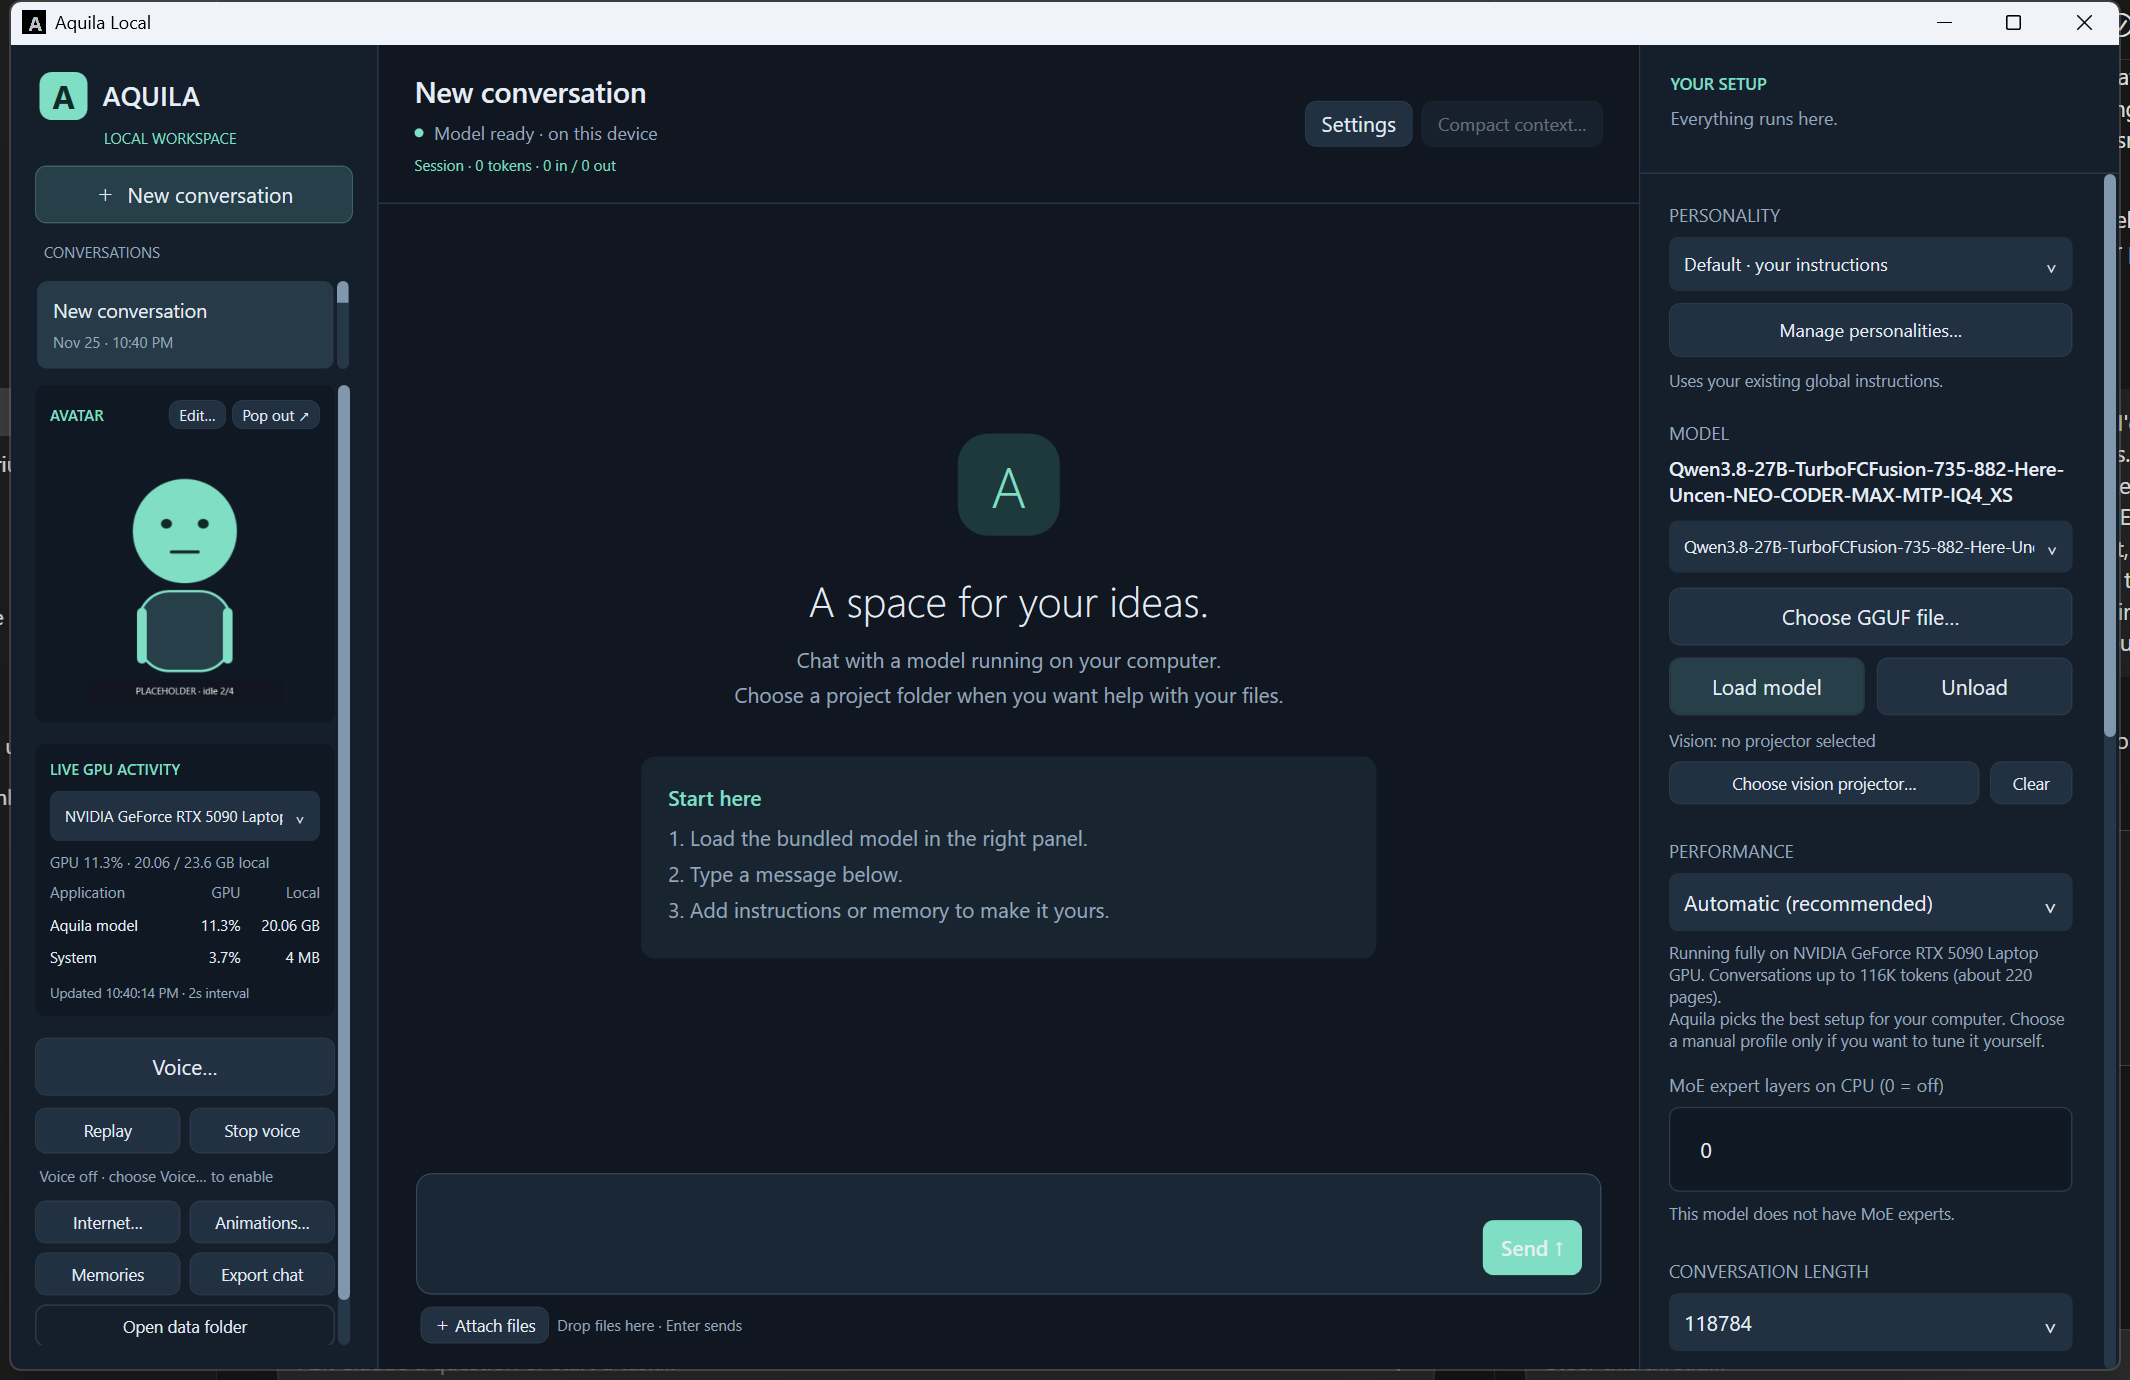 Aquila Local
A AQUILA
LOCAL WORKSPACE
+ New conversation
CONVERSATIONS
New conversation
Nov 25 · 10:40 PM
AVATAR Edit... Pop out ↗
PLACEHOLDER · idle 2/4
LIVE GPU ACTIVITY
NVIDIA GeForce RTX 5090 Laptop
GPU 11.3% · 20.06 / 23.6 GB local
Application GPU Local
Aquila model 11.3% 20.06 GB
System 3.7% 4 MB
Updated 10:40:14 PM · 2s interval
Voice...
Replay Stop voice
Voice off · choose Voice... to enable
Internet... Animations...
Memories Export chat
Open data folder
New conversation
Model ready · on this device
Session · 0 tokens · 0 in / 0 out
Settings Compact context...
A
A space for your ideas.
Chat with a model running on your computer.
Choose a project folder when you want help with your files.
Start here
1. Load the bundled model in the right panel.
2. Type a message below.
3. Add instructions or memory to make it yours.
Send ↑
+ Attach files Drop files here · Enter sends
YOUR SETUP
Everything runs here.
PERSONALITY
Default · your instructions
Manage personalities...
Uses your existing global instructions.
MODEL
Qwen3.8-27B-TurboFCFusion-735-882-Here-
Uncen-NEO-CODER-MAX-MTP-IQ4_XS
Qwen3.8-27B-TurboFCFusion-735-882-Here-Un
Choose GGUF file...
Load model Unload
Vision: no projector selected
Choose vision projector... Clear
PERFORMANCE
Automatic (recommended)
Running fully on NVIDIA GeForce RTX 5090 Laptop
GPU. Conversations up to 116K tokens (about 220
pages).
Aquila picks the best setup for your computer. Choose
a manual profile only if you want to tune it yourself.
MoE expert layers on CPU (0 = off)
0
This model does not have MoE experts.
CONVERSATION LENGTH
118784